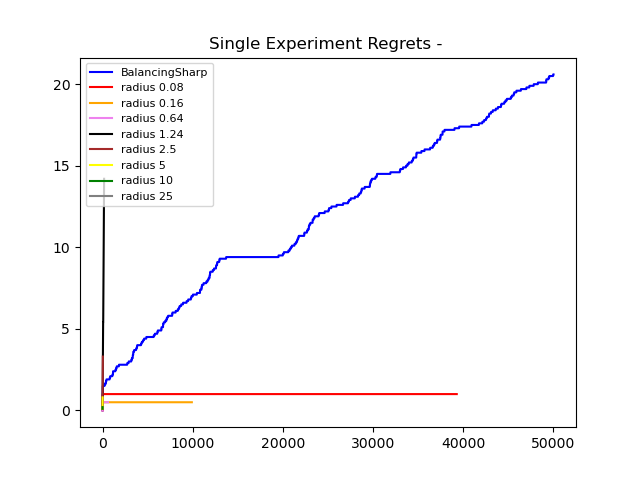 Single Experiment Regrets -
BalancingSharp
radius 0.08
radius 0.16
radius 0.64
radius 1.24
radius 2.5
radius 5
radius 10
radius 25
20
15
10
5
0
0 10000 20000 30000 40000 50000